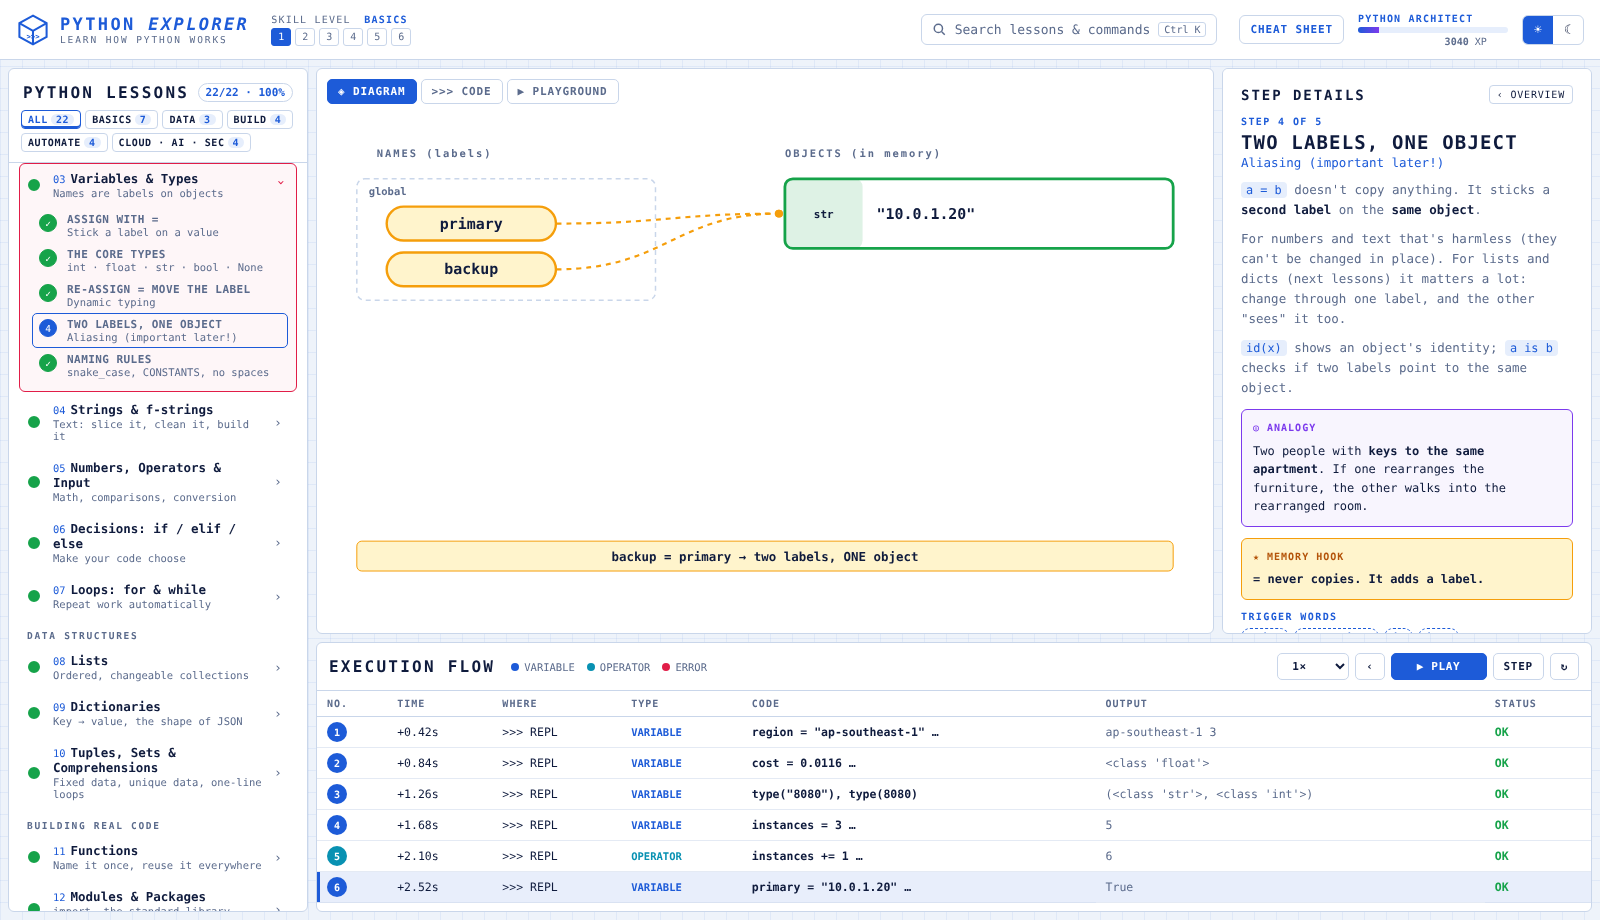 PYTHON EXPLORER
LEARN HOW PYTHON WORKS
SKILL LEVEL BASICS
1 2 3 4 5 6
Search lessons & commands Ctrl K
CHEAT SHEET
PYTHON ARCHITECT
3040 XP
PYTHON LESSONS 22/22 · 100%
ALL 22 BASICS 7 DATA 3 BUILD 4
AUTOMATE 4 CLOUD · AI · SEC 4
03 Variables & Types
Names are labels on objects
✓ ASSIGN WITH =
Stick a label on a value
✓ THE CORE TYPES
int · float · str · bool · None
✓ RE-ASSIGN = MOVE THE LABEL
Dynamic typing
4 TWO LABELS, ONE OBJECT
Aliasing (important later!)
✓ NAMING RULES
snake_case, CONSTANTS, no spaces
04 Strings & f-strings
Text: slice it, clean it, build
it
05 Numbers, Operators &
Input
Math, comparisons, conversion
06 Decisions: if / elif /
else
Make your code choose
07 Loops: for & while
Repeat work automatically
DATA STRUCTURES
08 Lists
Ordered, changeable collections
09 Dictionaries
Key → value, the shape of JSON
10 Tuples, Sets &
Comprehensions
Fixed data, unique data, one-line
loops
BUILDING REAL CODE
11 Functions
Name it once, reuse it everywhere
12 Modules & Packages
import, the standard library
◈ DIAGRAM >>> CODE ▶ PLAYGROUND
NAMES (labels) OBJECTS (in memory)
global
primary
backup
str "10.0.1.20"
backup = primary → two labels, ONE object
STEP DETAILS ‹ OVERVIEW
STEP 4 OF 5
TWO LABELS, ONE OBJECT
Aliasing (important later!)
a = b doesn't copy anything. It sticks a
second label on the same object.
For numbers and text that's harmless (they
can't be changed in place). For lists and
dicts (next lessons) it matters a lot:
change through one label, and the other
"sees" it too.
id(x) shows an object's identity; a is b
checks if two labels point to the same
object.
◎ ANALOGY
Two people with keys to the same
apartment. If one rearranges the
furniture, the other walks into the
rearranged room.
★ MEMORY HOOK
= never copies. It adds a label.
TRIGGER WORDS
EXECUTION FLOW VARIABLE OPERATOR ERROR
1× ‹ ▶ PLAY STEP ↻
NO. TIME WHERE TYPE CODE OUTPUT STATUS
1 +0.42s >>> REPL VARIABLE region = "ap-southeast-1" … ap-southeast-1 3 OK
2 +0.84s >>> REPL VARIABLE cost = 0.0116 … <class 'float'> OK
3 +1.26s >>> REPL VARIABLE type("8080"), type(8080) (<class 'str'>, <class 'int'>) OK
4 +1.68s >>> REPL VARIABLE instances = 3 … 5 OK
5 +2.10s >>> REPL OPERATOR instances += 1 … 6 OK
6 +2.52s >>> REPL VARIABLE primary = "10.0.1.20" … True OK